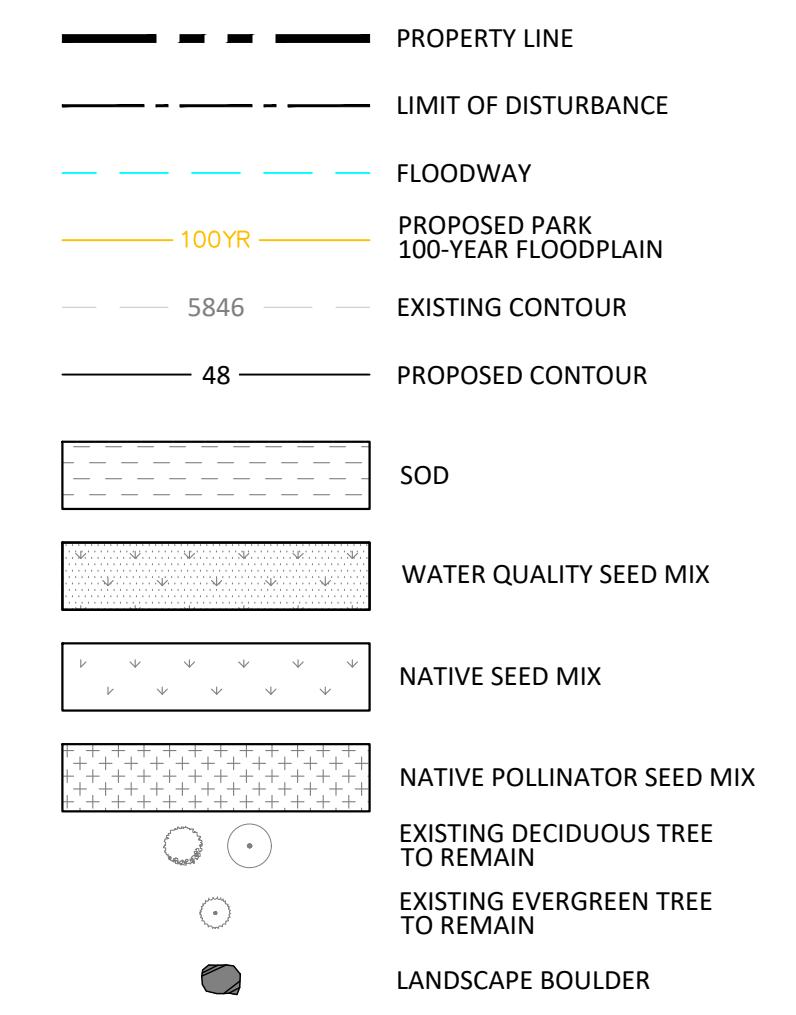 PROPERTY LINE
LIMIT OF DISTURBANCE
FLOODWAY
100YR
PROPOSED PARK
100-YEAR FLOODPLAIN
5846
EXISTING CONTOUR
48
PROPOSED CONTOUR
SOD
WATER QUALITY SEED MIX
NATIVE SEED MIX
NATIVE POLLINATOR SEED MIX
EXISTING DECIDUOUS TREE
TO REMAIN
EXISTING EVERGREEN TREE
TO REMAIN
LANDSCAPE BOULDER